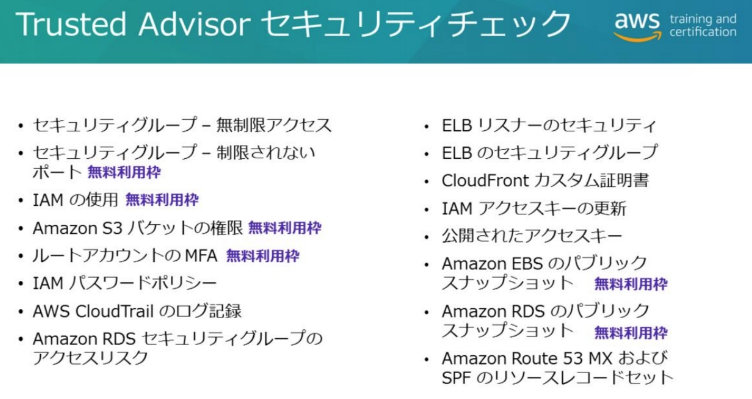 Trusted Advisor セキュリティチェック
aws training and certification
• セキュリティグループ – 無制限アクセス
• セキュリティグループ – 制限されない
ポート 無料利用枠
• IAM の使用 無料利用枠
• Amazon S3 バケットの権限 無料利用枠
• ルートアカウントの MFA 無料利用枠
• IAM パスワードポリシー
• AWS CloudTrail のログ記録
• Amazon RDS セキュリティグループの
アクセスリスク
• ELB リスナーのセキュリティ
• ELB のセキュリティグループ
• CloudFront カスタム証明書
• IAM アクセスキーの更新
• 公開されたアクセスキー
• Amazon EBS のパブリック
スナップショット 無料利用枠
• Amazon RDS のパブリック
スナップショット 無料利用枠
• Amazon Route 53 MX および
SPF のリソースレコードセット